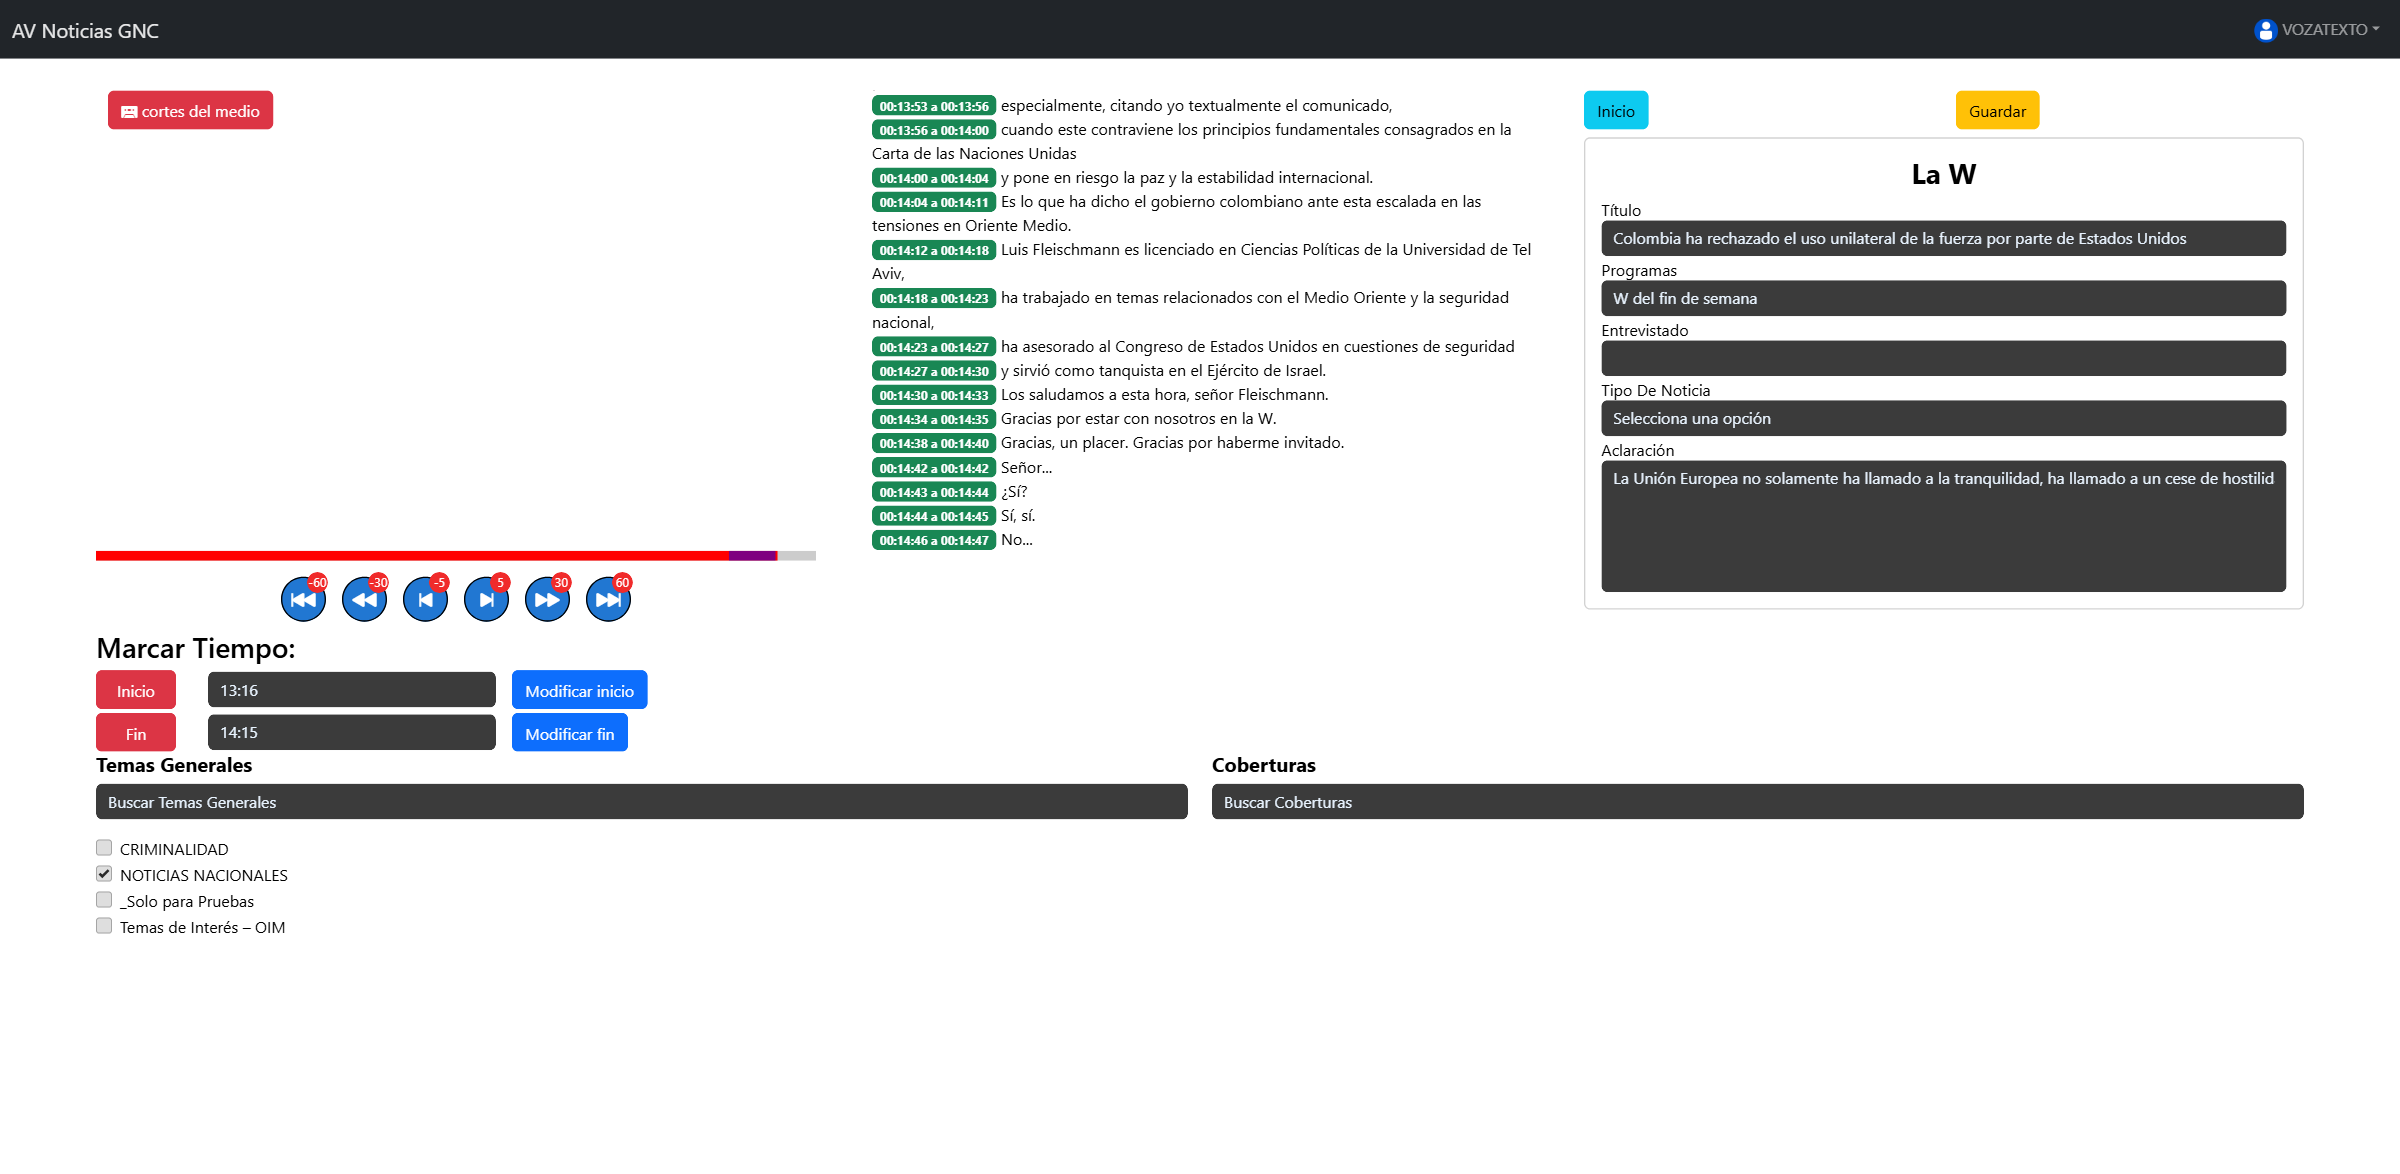 AV Noticias GNC
VOZATEXTO
cortes del medio
-60
-30
-5
5
30
60
Marcar Tiempo:
Inicio
13:16
Modificar inicio
Fin
14:15
Modificar fin
00:13:53 a 00:13:56 especialmente, citando yo textualmente el comunicado,
00:13:56 a 00:14:00 cuando este contraviene los principios fundamentales consagrados en la
Carta de las Naciones Unidas
00:14:00 a 00:14:04 y pone en riesgo la paz y la estabilidad internacional.
00:14:04 a 00:14:11 Es lo que ha dicho el gobierno colombiano ante esta escalada en las
tensiones en Oriente Medio.
00:14:12 a 00:14:18 Luis Fleischmann es licenciado en Ciencias Políticas de la Universidad de Tel
Aviv,
00:14:18 a 00:14:23 ha trabajado en temas relacionados con el Medio Oriente y la seguridad
nacional,
00:14:23 a 00:14:27 ha asesorado al Congreso de Estados Unidos en cuestiones de seguridad
00:14:27 a 00:14:30 y sirvió como tanquista en el Ejército de Israel.
00:14:30 a 00:14:33 Los saludamos a esta hora, señor Fleischmann.
00:14:34 a 00:14:35 Gracias por estar con nosotros en la W.
00:14:38 a 00:14:40 Gracias, un placer. Gracias por haberme invitado.
00:14:42 a 00:14:42 Señor...
00:14:43 a 00:14:44 ¿Sí?
00:14:44 a 00:14:45 Sí, sí.
00:14:46 a 00:14:47 No...
Inicio
Guardar
La W
Título
Colombia ha rechazado el uso unilateral de la fuerza por parte de Estados Unidos
Programas
W del fin de semana
Entrevistado
Tipo De Noticia
Selecciona una opción
Aclaración
La Unión Europea no solamente ha llamado a la tranquilidad, ha llamado a un cese de hostilid
Temas Generales
Buscar Temas Generales
CRIMINALIDAD
NOTICIAS NACIONALES
_Solo para Pruebas
Temas de Interés – OIM
Coberturas
Buscar Coberturas